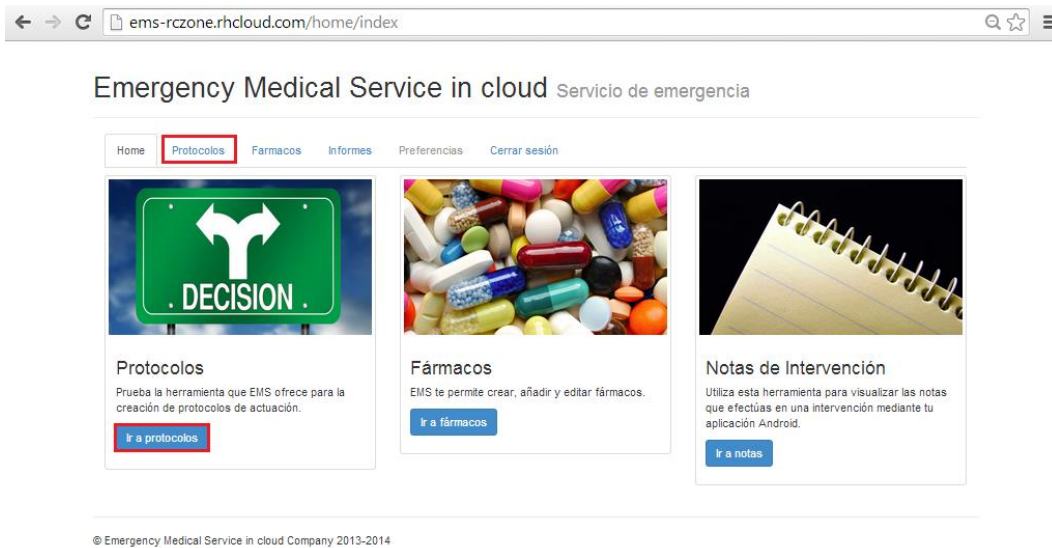 ems-rczone.rhcloud.com/home/index
Emergency Medical Service in cloud Servicio de emergencia
Home Protocolos Farmacos Informes Preferencias Cerrar sesión
DECISION
Protocolos
Prueba la herramienta que EMS ofrece para la
creación de protocolos de actuación.
Ir a protocolos
Fármacos
EMS te permite crear, añadir y editar fármacos.
Ir a fármacos
Notas de Intervención
Utiliza esta herramienta para visualizar las notas
que efectúas en una intervención mediante tu
aplicación Android.
Ir a notas
© Emergency Medical Service in cloud Company 2013-2014